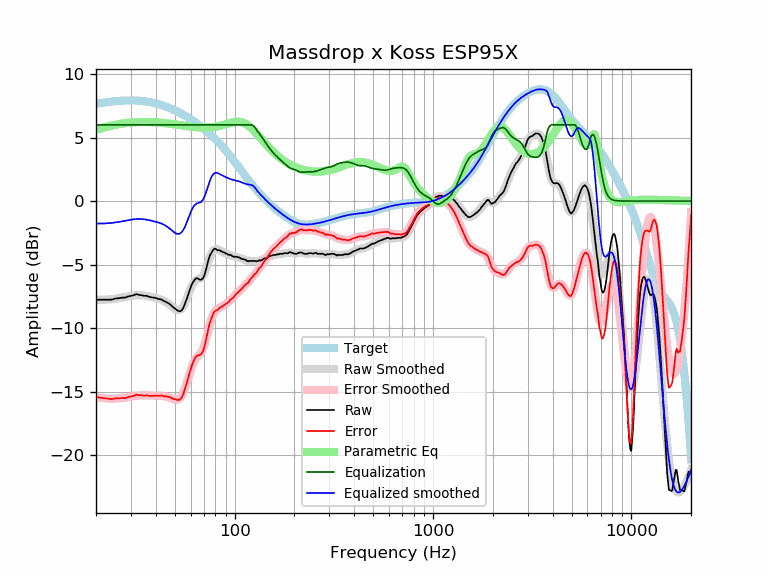 Massdrop x Koss ESP95X
Amplitude (dBr)
10
5
0
−5
−10
−15
−20
Target
Raw Smoothed
Error Smoothed
Raw
Error
Parametric Eq
Equalization
Equalized smoothed
100
1000
10000
Frequency (Hz)